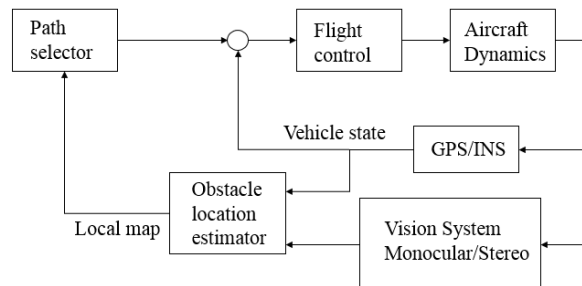 Path
selector
Flight
control
Aircraft
Dynamics
Vehicle state
GPS/INS
Obstacle
location
estimator
Local map
Vision System
Monocular/Stereo